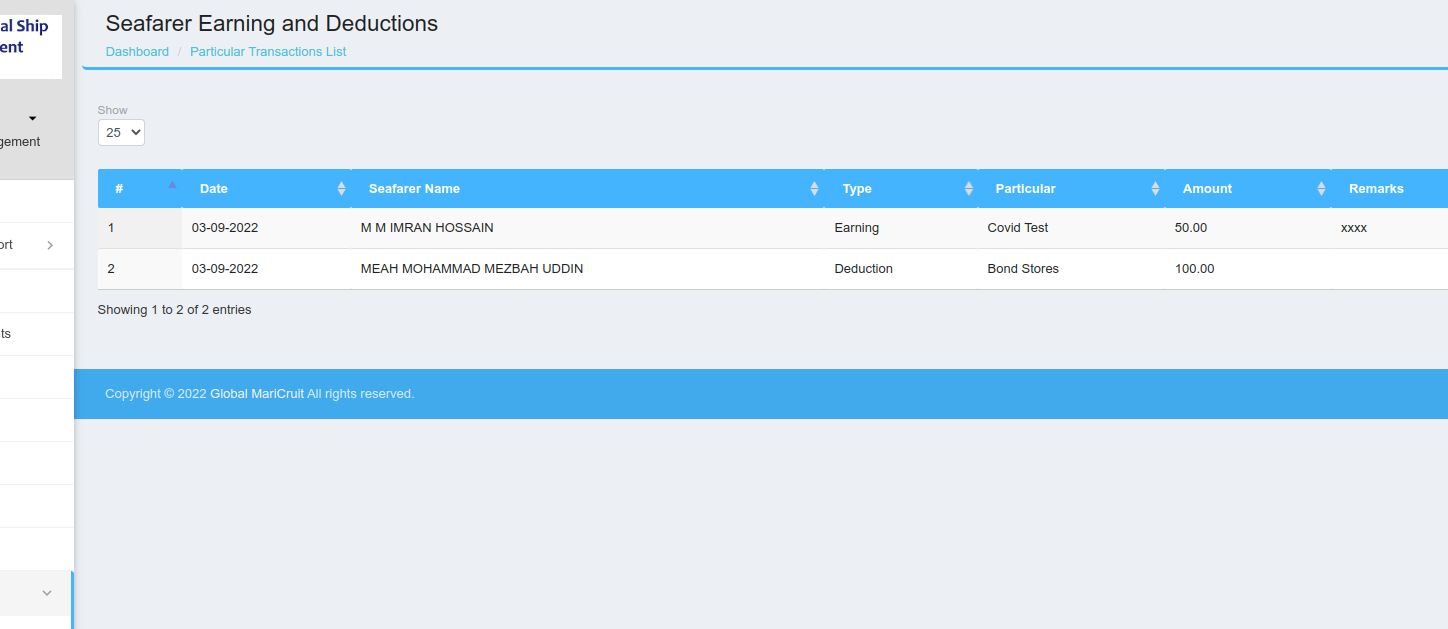 al Ship
ent
gement
ort
ts
Seafarer Earning and Deductions
Dashboard / Particular Transactions List
Show
25
# Date Seafarer Name Type Particular Amount Remarks
1 03-09-2022 M M IMRAN HOSSAIN Earning Covid Test 50.00 xxxx
2 03-09-2022 MEAH MOHAMMAD MEZBAH UDDIN Deduction Bond Stores 100.00
Showing 1 to 2 of 2 entries
Copyright © 2022 Global MariCruit All rights reserved.